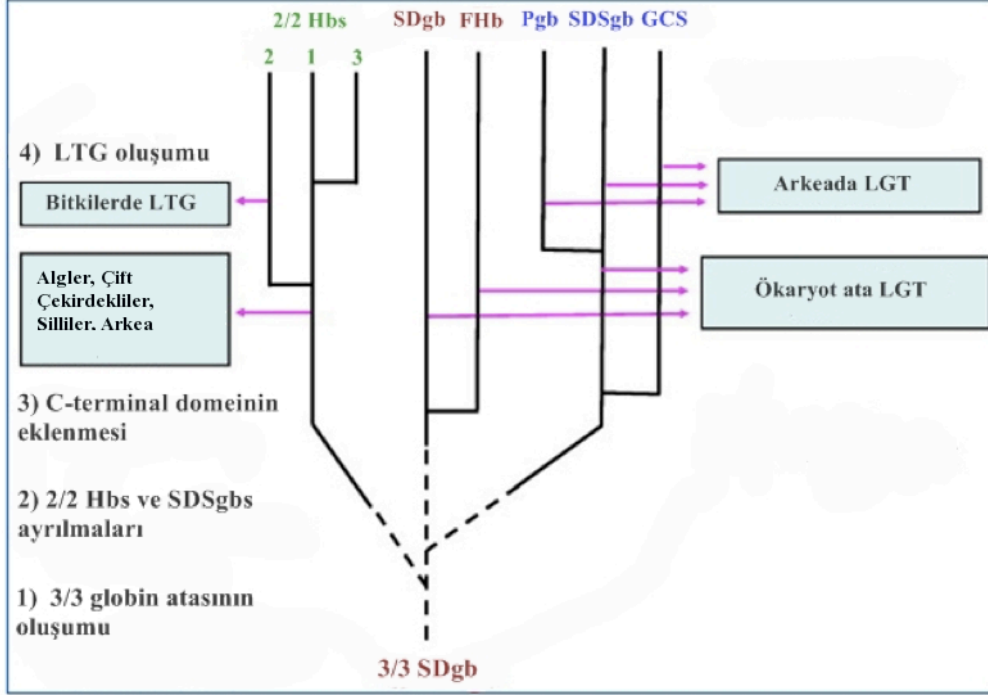 2/2 Hbs SDgb FHb Pgb SDSgb GCS
2 1 3
4) LTG oluşumu
Bitkilerde LTG
Arkeada LGT
Algler, Çift
Çekirdekliler,
Silliler. Arkea
Ökaryot ata LGT
3) C-terminal domeinin
eklenmesi
2) 2/2 Hbs ve SDSgbs
ayrılmaları
1) 3/3 globin atasının
oluşumu
3/3 SDgb